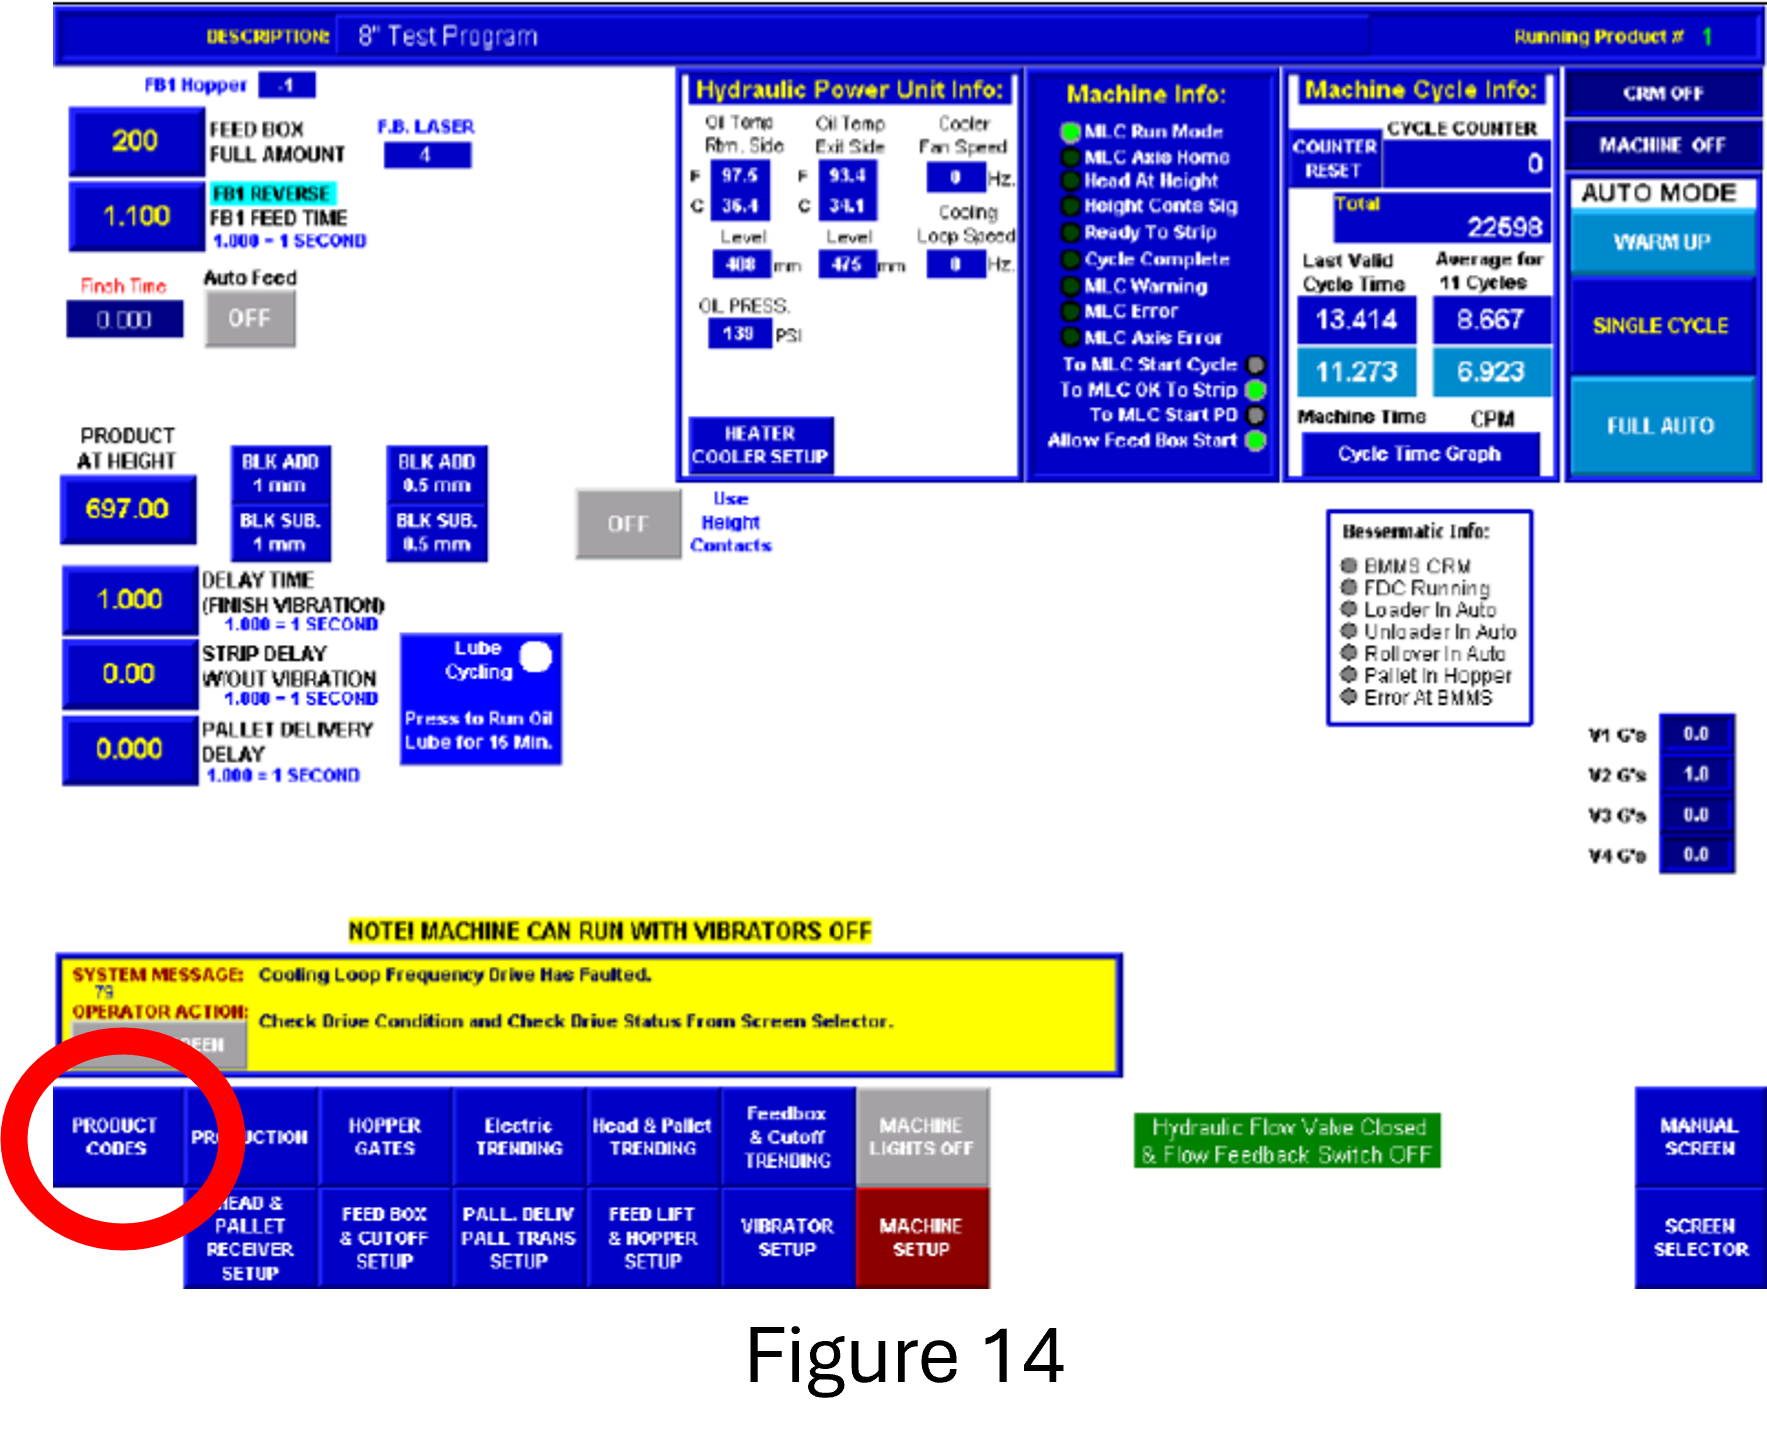 DESCRIPTION: 8" Test Program Running Product # 1
FB1 Hopper -1
200 FEED BOX
FULL AMOUNT
F.B. LASER
4
1.100 FB1 REVERSE
FB1 FEED TIME
1.000 = 1 SECOND
Finsh Time
0.000
Auto Feed
OFF
Hydraulic Power Unit Info:
Oil Temp
Rtrn. Side
Oil Temp
Exit Side
Cooler
Fan Speed
F 97.5 F 93.4 0 Hz.
C 36.4 C 34.1
Cooling
Loop Speed
Level Level
408 mm 475 mm 0 Hz.
OIL PRESS.
139 PSI
HEATER
COOLER SETUP
Machine Info:
MLC Run Mode
MLC Axis Home
Head At Height
Height Conts Sig
Ready To Strip
Cycle Complete
MLC Warning
MLC Error
MLC Axis Error
To MLC Start Cycle
To MLC OK To Strip
To MLC Start PD
Allow Feed Box Start
Machine Cycle Info:
COUNTER
RESET
CYCLE COUNTER
0
Total
22598
Last Valid
Cycle Time
Average for
11 Cycles
13.414 8.667
11.273 6.923
Machine Time CPM
Cycle Time Graph
CRM OFF
MACHINE OFF
AUTO MODE
WARM UP
SINGLE CYCLE
FULL AUTO
PRODUCT
AT HEIGHT
697.00
BLK ADD
1 mm
BLK SUB.
1 mm
BLK ADD
0.5 mm
BLK SUB.
0.5 mm
OFF
Use
Height
Contacts
1.000 DELAY TIME
(FINISH VIBRATION)
1.000 = 1 SECOND
0.00 STRIP DELAY
W/OUT VIBRATION
1.000 = 1 SECOND
0.000 PALLET DELIVERY
DELAY
1.000 = 1 SECOND
Lube
Cycling
Press to Run Oil
Lube for 15 Min.
Bessermatic Info:
BMMS CRM
FDC Running
Loader In Auto
Unloader In Auto
Rollover In Auto
Pallet In Hopper
Error At BMMS
V1 G's 0.0
V2 G's 1.0
V3 G's 0.0
V4 G's 0.0
NOTE! MACHINE CAN RUN WITH VIBRATORS OFF
SYSTEM MESSAGE: Cooling Loop Frequency Drive Has Faulted.
79
OPERATOR ACTION: Check Drive Condition and Check Drive Status From Screen Selector.
PRODUCT
CODES
HOPPER
GATES
Electric
TRENDING
Head & Pallet
TRENDING
Feedbox
& Cutoff
TRENDING
MACHINE
LIGHTS OFF
Hydraulic Flow Valve Closed
& Flow Feedback Switch OFF
MANUAL
SCREEN
HEAD &
PALLET
RECEIVER
SETUP
FEED BOX
& CUTOFF
SETUP
PALL. DELIV
PALL TRANS
SETUP
FEED LIFT
& HOPPER
SETUP
VIBRATOR
SETUP
MACHINE
SETUP
SCREEN
SELECTOR
Figure 14